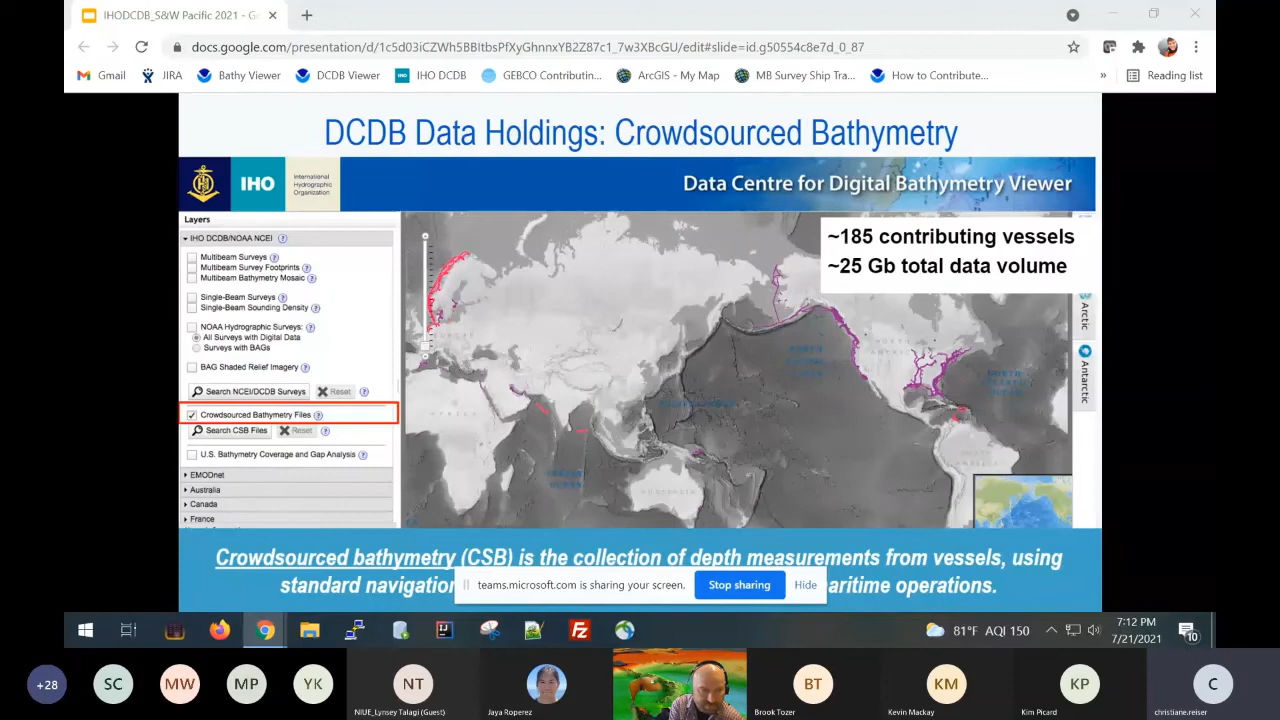 IHODCDB_S&W Pacific 2021 - G
docs.google.com/presentation/d/1c5d03iCZWh5BBItbsPfXyGhnnxYB2Z87c1_7w3XBcGU/edit#slide=id.g50554c8e7d_0_87
Gmail JIRA Bathy Viewer DCDB Viewer IHO DCDB GEBCO Contributin... ArcGIS - My Map MB Survey Ship Tra... How to Contribute... » Reading list
DCDB Data Holdings: Crowdsourced Bathymetry
IHO
International
Hydrographic
Organization
Data Centre for Digital Bathymetry Viewer
Layers
~185 contributing vessels
~25 Gb total data volume
IHO DCDB/NOAA NCEI
Multibeam Surveys
Multibeam Survey Footprints
Multibeam Bathymetry Mosaic
Single-Beam Surveys
Single-Beam Sounding Density
NOAA Hydrographic Surveys:
All Surveys with Digital Data
Surveys with BAGs
BAG Shaded Relief Imagery
Search NCEI/DCDB Surveys Reset
Crowdsourced Bathymetry Files
Search CSB Files Reset
U.S. Bathymetry Coverage and Gap Analysis
EMODnet
Australia
Canada
France
Arctic
Antarctic
Crowdsourced bathymetry (CSB) is the collection of depth measurements from vessels, using
standard navigation
aritime operations.
teams.microsoft.com is sharing your screen. Stop sharing Hide
81°F AQI 150
7:12 PM
7/21/2021
10
+28 SC MW MP YK NT BT KM KP C
NIUE_Lynsey Talagi (Guest) Jaya Roperez Brook Tozer Kevin Mackay Kim Picard christiane.reiser